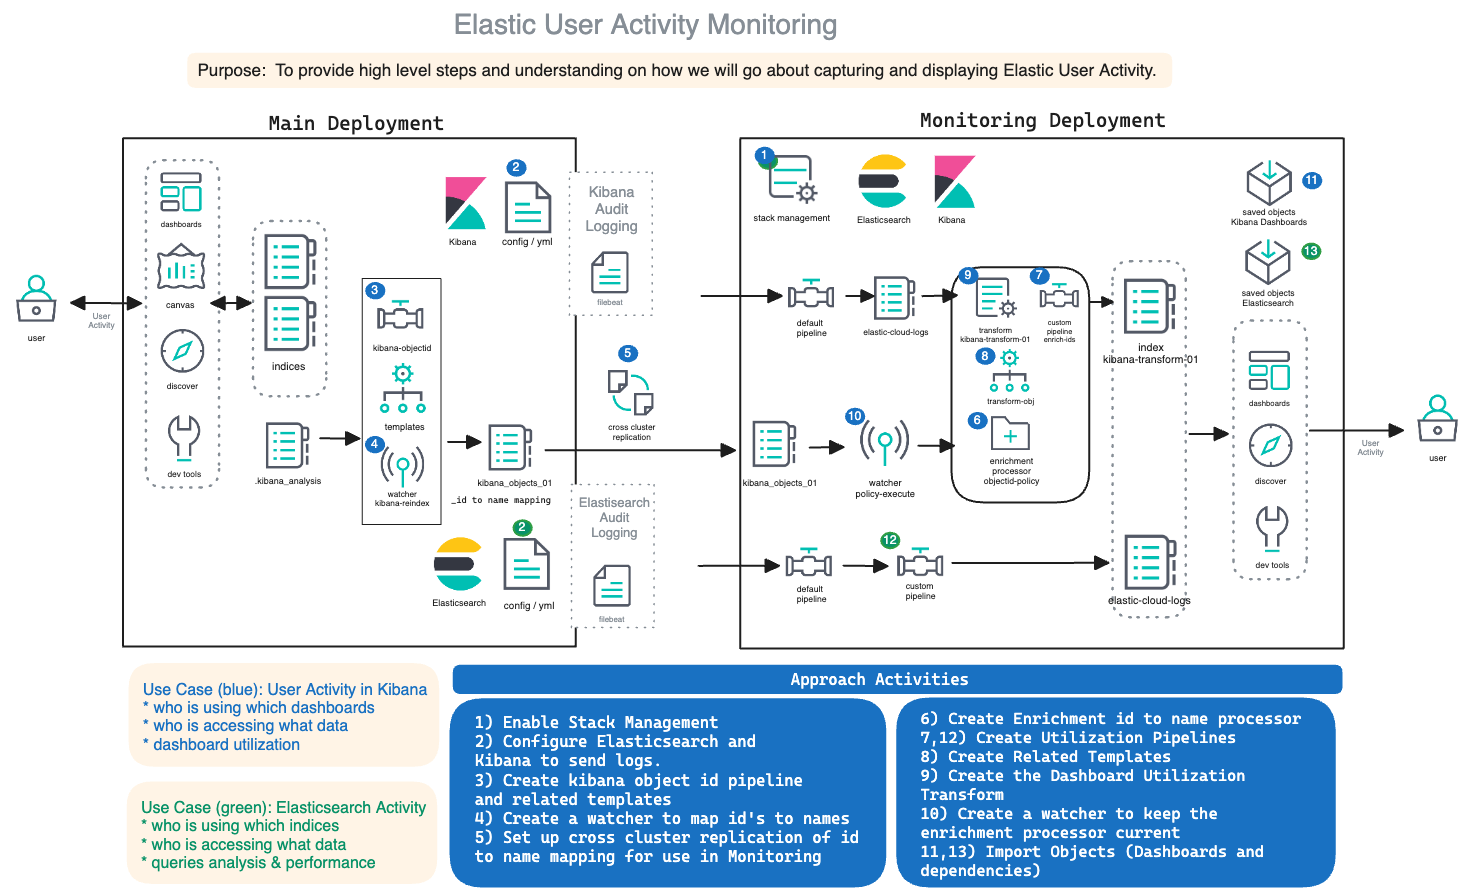 Elastic User Activity Monitoring
Purpose:  To provide high level steps and understanding on how we will go about capturing and displaying Elastic User Activity.
Main Deployment
user
User
Activity
dashboards
canvas
discover
dev tools
indices
.kibana_analysis
3
kibana-objectid
templates
4
watcher
kibana-reindex
Kibana
2
config / yml
kibana_objects_01
_id to name mapping
Elasticsearch
2
config / yml
Kibana
Audit
Logging
filebeat
5
cross cluster
replication
Elastisearch
Audit
Logging
filebeat
Monitoring Deployment
1
stack management
Elasticsearch
Kibana
saved objects
Kibana Dashboards
11
saved objects
Elasticsearch
13
default
pipeline
elastic-cloud-logs
9
transform
kibana-transform-01
7
custom
pipeline
enrich-ids
8
transform-obj
6
enrichment
processor
objectid-policy
index
kibana-transform-01
kibana_objects_01
10
watcher
policy-execute
default
pipeline
12
custom
pipeline
elastic-cloud-logs
dashboards
discover
dev tools
User
Activity
user
Use Case (blue): User Activity in Kibana
* who is using which dashboards
* who is accessing what data
* dashboard utilization
Use Case (green): Elasticsearch Activity
* who is using which indices
* who is accessing what data
* queries analysis & performance
Approach Activities
1) Enable Stack Management
2) Configure Elasticsearch and
Kibana to send logs.
3) Create kibana object id pipeline
and related templates
4) Create a watcher to map id's to names
5) Set up cross cluster replication of id
to name mapping for use in Monitoring
6) Create Enrichment id to name processor
7,12) Create Utilization Pipelines
8) Create Related Templates
9) Create the Dashboard Utilization
Transform
10) Create a watcher to keep the
enrichment processor current
11,13) Import Objects (Dashboards and
dependencies)